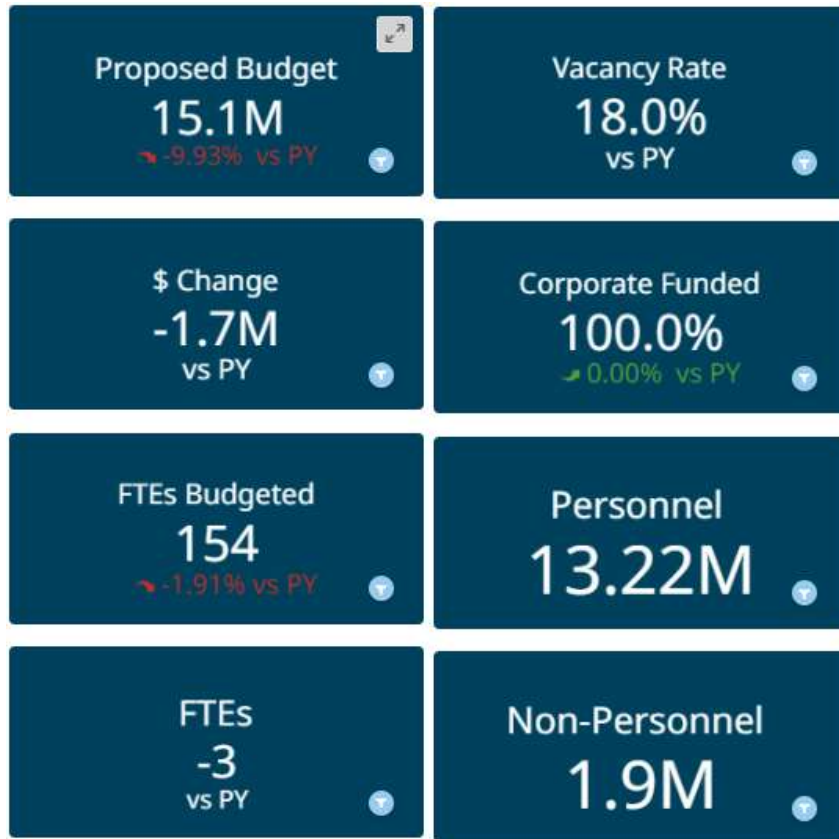 Proposed Budget
15.1M
-9.93% vs PY
Vacancy Rate
18.0%
vs PY
$ Change
-1.7M
vs PY
Corporate Funded
100.0%
0.00% vs PY
FTEs Budgeted
154
-1.91% vs PY
Personnel
13.22M
FTEs
-3
vs PY
Non-Personnel
1.9M